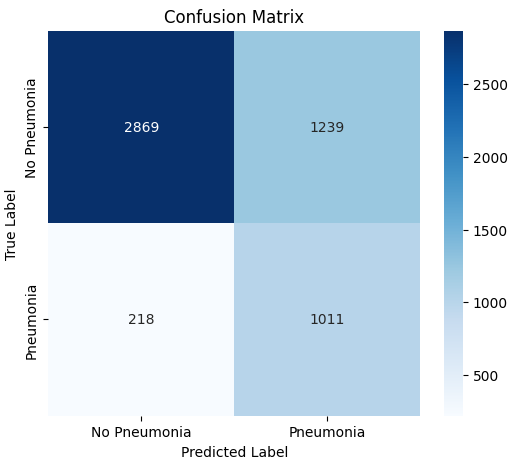 Confusion Matrix
True Label
No Pneumonia
2869
1239
Pneumonia
218
1011
No Pneumonia
Pneumonia
Predicted Label
2500
2000
1500
1000
500